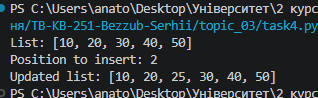 PS C:\Users\anato\Desktop\Університет\2 курс
ня/ТВ-КВ-251-Bezzub-Serhii/topic_03/task4.py
List: [10, 20, 30, 40, 50]
Position to insert: 2
Updated list: [10, 20, 25, 30, 40, 50]
PS C:\Users\anato\Desktop\Університет\2 курс